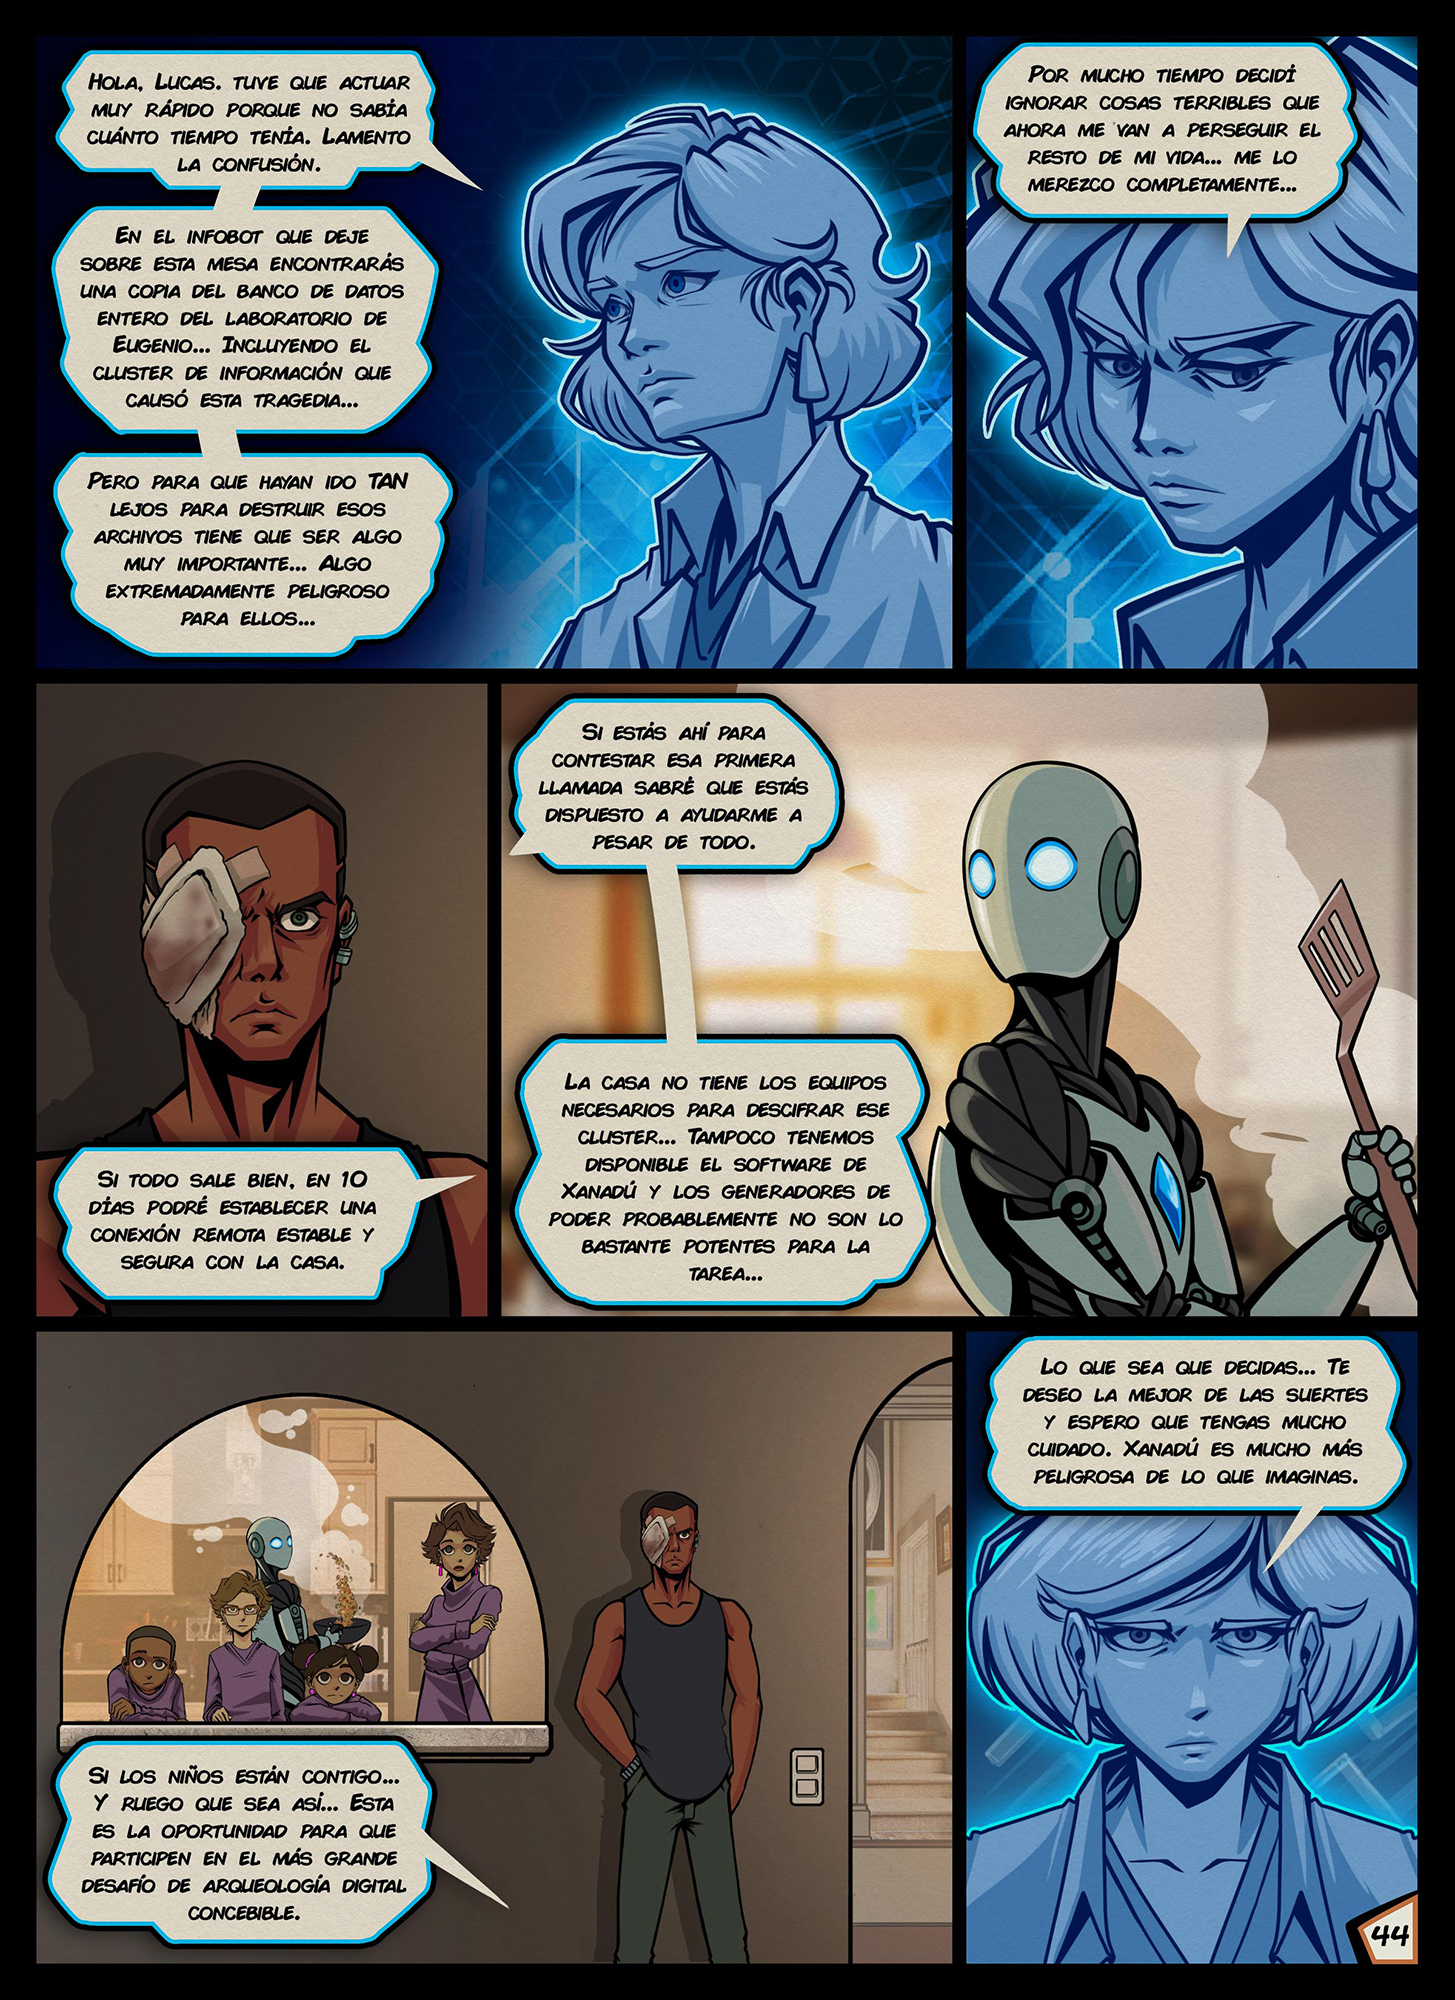 HOLA, LUCAS. TUVE QUE ACTUAR
MUY RÁPIDO PORQUE NO SABÍA
CUÁNTO TIEMPO TENÍA. LAMENTO
LA CONFUSIÓN.
EN EL INFOBOT QUE DEJE
SOBRE ESTA MESA ENCONTRARÁS
UNA COPIA DEL BANCO DE DATOS
ENTERO DEL LABORATORIO DE
EUGENIO... INCLUYENDO EL
CLUSTER DE INFORMACIÓN QUE
CAUSÓ ESTA TRAGEDIA...
PERO PARA QUE HAYAN IDO TAN
LEJOS PARA DESTRUIR ESOS
ARCHIVOS TIENE QUE SER ALGO
MUY IMPORTANTE... ALGO
EXTREMADAMENTE PELIGROSO
PARA ELLOS...
POR MUCHO TIEMPO DECIDÍ
IGNORAR COSAS TERRIBLES QUE
AHORA ME VAN A PERSEGUIR EL
RESTO DE MI VIDA... ME LO
MEREZCO COMPLETAMENTE...
SI TODO SALE BIEN, EN 10
DÍAS PODRÉ ESTABLECER UNA
CONEXIÓN REMOTA ESTABLE Y
SEGURA CON LA CASA.
SI ESTÁS AHÍ PARA
CONTESTAR ESA PRIMERA
LLAMADA SABRÉ QUE ESTÁS
DISPUESTO A AYUDARME A
PESAR DE TODO.
LA CASA NO TIENE LOS EQUIPOS
NECESARIOS PARA DESCIFRAR ESE
CLUSTER... TAMPOCO TENEMOS
DISPONIBLE EL SOFTWARE DE
XANADÚ Y LOS GENERADORES DE
PODER PROBABLEMENTE NO SON LO
BASTANTE POTENTES PARA LA
TAREA...
SI LOS NIÑOS ESTÁN CONTIGO...
Y RUEGO QUE SEA ASÍ... ESTA
ES LA OPORTUNIDAD PARA QUE
PARTICIPEN EN EL MÁS GRANDE
DESAFÍO DE ARQUEOLOGÍA DIGITAL
CONCEBIBLE.
LO QUE SEA QUE DECIDAS... TE
DESEO LA MEJOR DE LAS SUERTES
Y ESPERO QUE TENGAS MUCHO
CUIDADO. XANADÚ ES MUCHO MÁS
PELIGROSA DE LO QUE IMAGINAS.
44